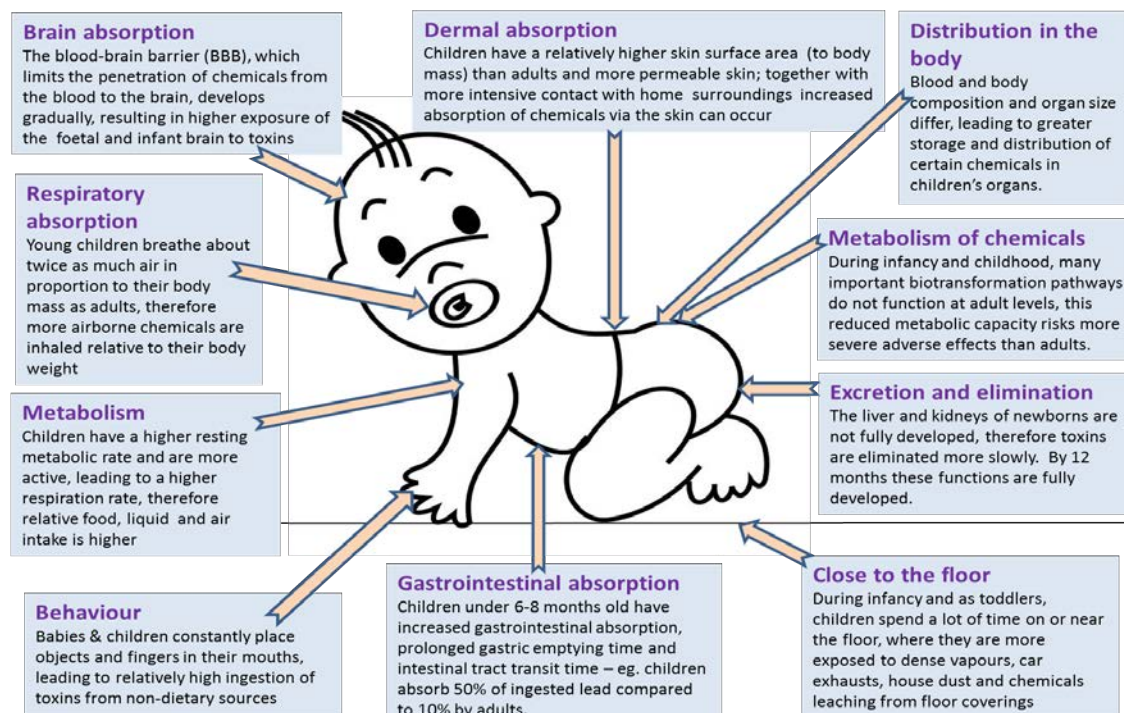 Brain absorption
The blood-brain barrier (BBB), which
limits the penetration of chemicals from
the blood to the brain, develops
gradually, resulting in higher exposure of
the foetal and infant brain to toxins
Dermal absorption
Children have a relatively higher skin surface area (to body
mass) than adults and more permeable skin; together with
more intensive contact with home surroundings increased
absorption of chemicals via the skin can occur
Distribution in the
body
Blood and body
composition and organ size
differ, leading to greater
storage and distribution of
certain chemicals in
children's organs.
Respiratory
absorption
Young children breathe about
twice as much air in
proportion to their body
mass as adults, therefore
more airborne chemicals are
inhaled relative to their body
weight
Metabolism of chemicals
During infancy and childhood, many
important biotransformation pathways
do not function at adult levels, this
reduced metabolic capacity risks more
severe adverse effects than adults.
Metabolism
Children have a higher resting
metabolic rate and are more
active, leading to a higher
respiration rate, therefore
relative food, liquid and air
intake is higher
Excretion and elimination
The liver and kidneys of newborns are
not fully developed, therefore toxins
are eliminated more slowly. By 12
months these functions are fully
developed.
Behaviour
Babies & children constantly place
objects and fingers in their mouths,
leading to relatively high ingestion of
toxins from non-dietary sources
Gastrointestinal absorption
Children under 6-8 months old have
increased gastrointestinal absorption,
prolonged gastric emptying time and
intestinal tract transit time – eg. children
absorb 50% of ingested lead compared
to 10% by adults.
Close to the floor
During infancy and as toddlers,
children spend a lot of time on or near
the floor, where they are more
exposed to dense vapours, car
exhausts, house dust and chemicals
leaching from floor coverings